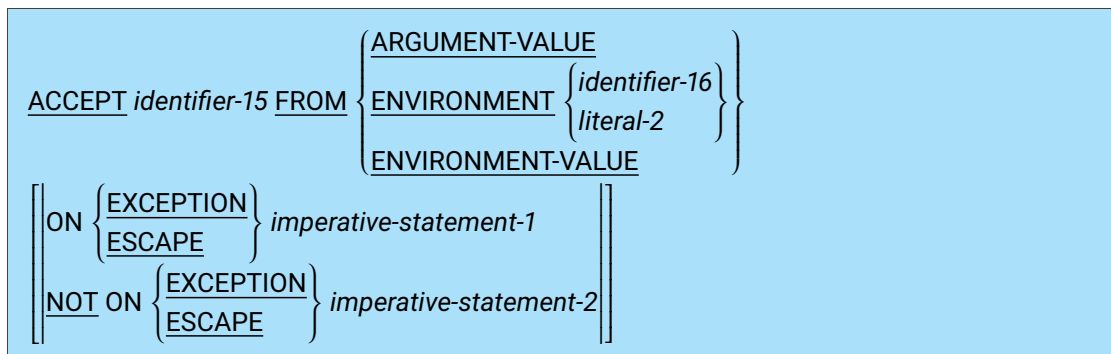 ARGUMENT-VALUE
ACCEPT identifier-15 FROM ENVIRONMENT identifier-16
literal-2
ENVIRONMENT-VALUE
ON EXCEPTION imperative-statement-1
ESCAPE
NOT ON EXCEPTION imperative-statement-2
ESCAPE